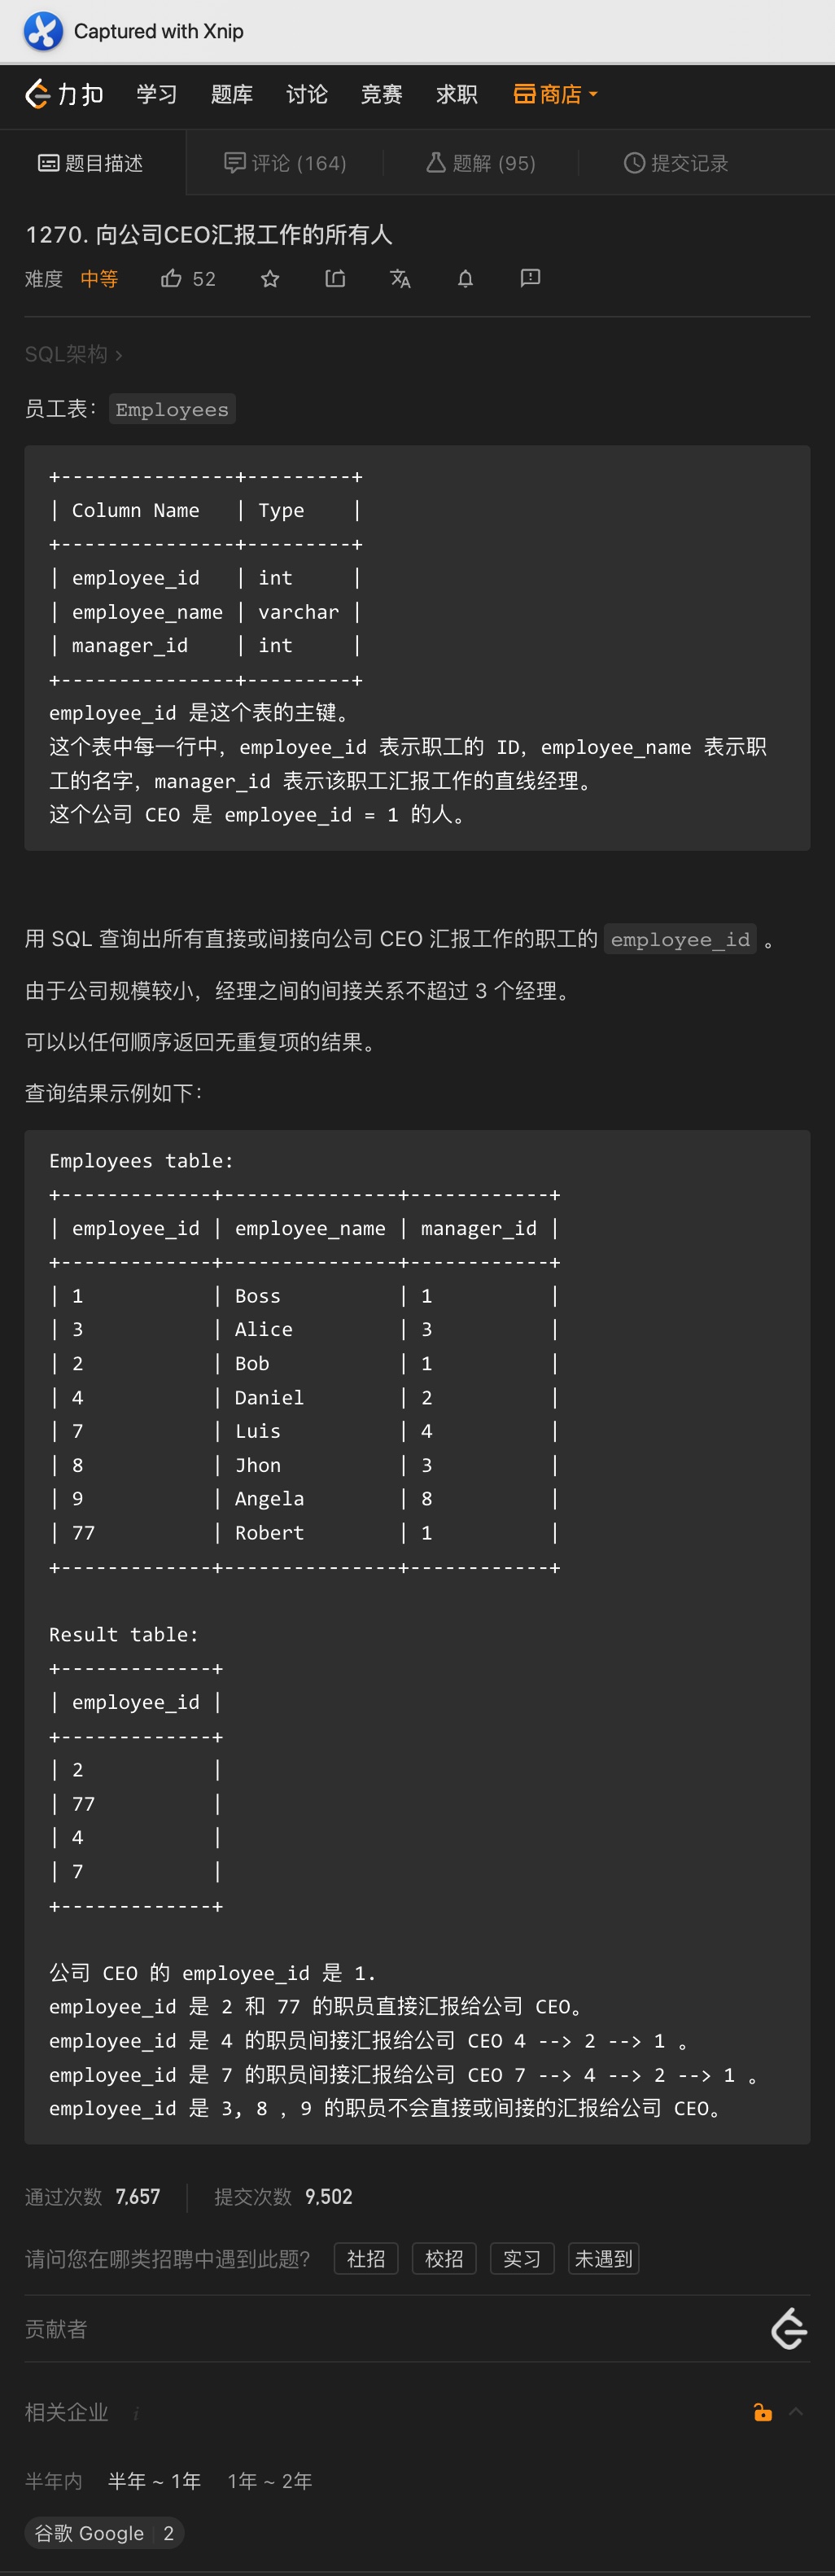 Captured with Xnip
力扣 学习 题库 讨论 竞赛 求职 商店
题目描述 评论 (164) 题解 (95) 提交记录
1270. 向公司CEO汇报工作的所有人
难度 中等 52
SQL架构 ›
员工表： Employees
+---------------+---------+
| Column Name   | Type    |
+---------------+---------+
| employee_id   | int     |
| employee_name | varchar |
| manager_id    | int     |
+---------------+---------+
employee_id 是这个表的主键。
这个表中每一行中，employee_id 表示职工的 ID，employee_name 表示职
工的名字，manager_id 表示该职工汇报工作的直线经理。
这个公司 CEO 是 employee_id = 1 的人。
用 SQL 查询出所有直接或间接向公司 CEO 汇报工作的职工的 employee_id 。
由于公司规模较小，经理之间的间接关系不超过 3 个经理。
可以以任何顺序返回无重复项的结果。
查询结果示例如下：
Employees table:
+-------------+---------------+------------+
| employee_id | employee_name | manager_id |
+-------------+---------------+------------+
| 1           | Boss          | 1          |
| 3           | Alice         | 3          |
| 2           | Bob           | 1          |
| 4           | Daniel        | 2          |
| 7           | Luis          | 4          |
| 8           | Jhon          | 3          |
| 9           | Angela        | 8          |
| 77          | Robert        | 1          |
+-------------+---------------+------------+
Result table:
+-------------+
| employee_id |
+-------------+
| 2           |
| 77          |
| 4           |
| 7           |
+-------------+
公司 CEO 的 employee_id 是 1.
employee_id 是 2 和 77 的职员直接汇报给公司 CEO。
employee_id 是 4 的职员间接汇报给公司 CEO 4 --> 2 --> 1 。
employee_id 是 7 的职员间接汇报给公司 CEO 7 --> 4 --> 2 --> 1 。
employee_id 是 3, 8 , 9 的职员不会直接或间接的汇报给公司 CEO。
通过次数 7,657 提交次数 9,502
请问您在哪类招聘中遇到此题？ 社招 校招 实习 未遇到
贡献者
相关企业 i
半年内 半年 ~ 1年 1年 ~ 2年
谷歌 Google 2